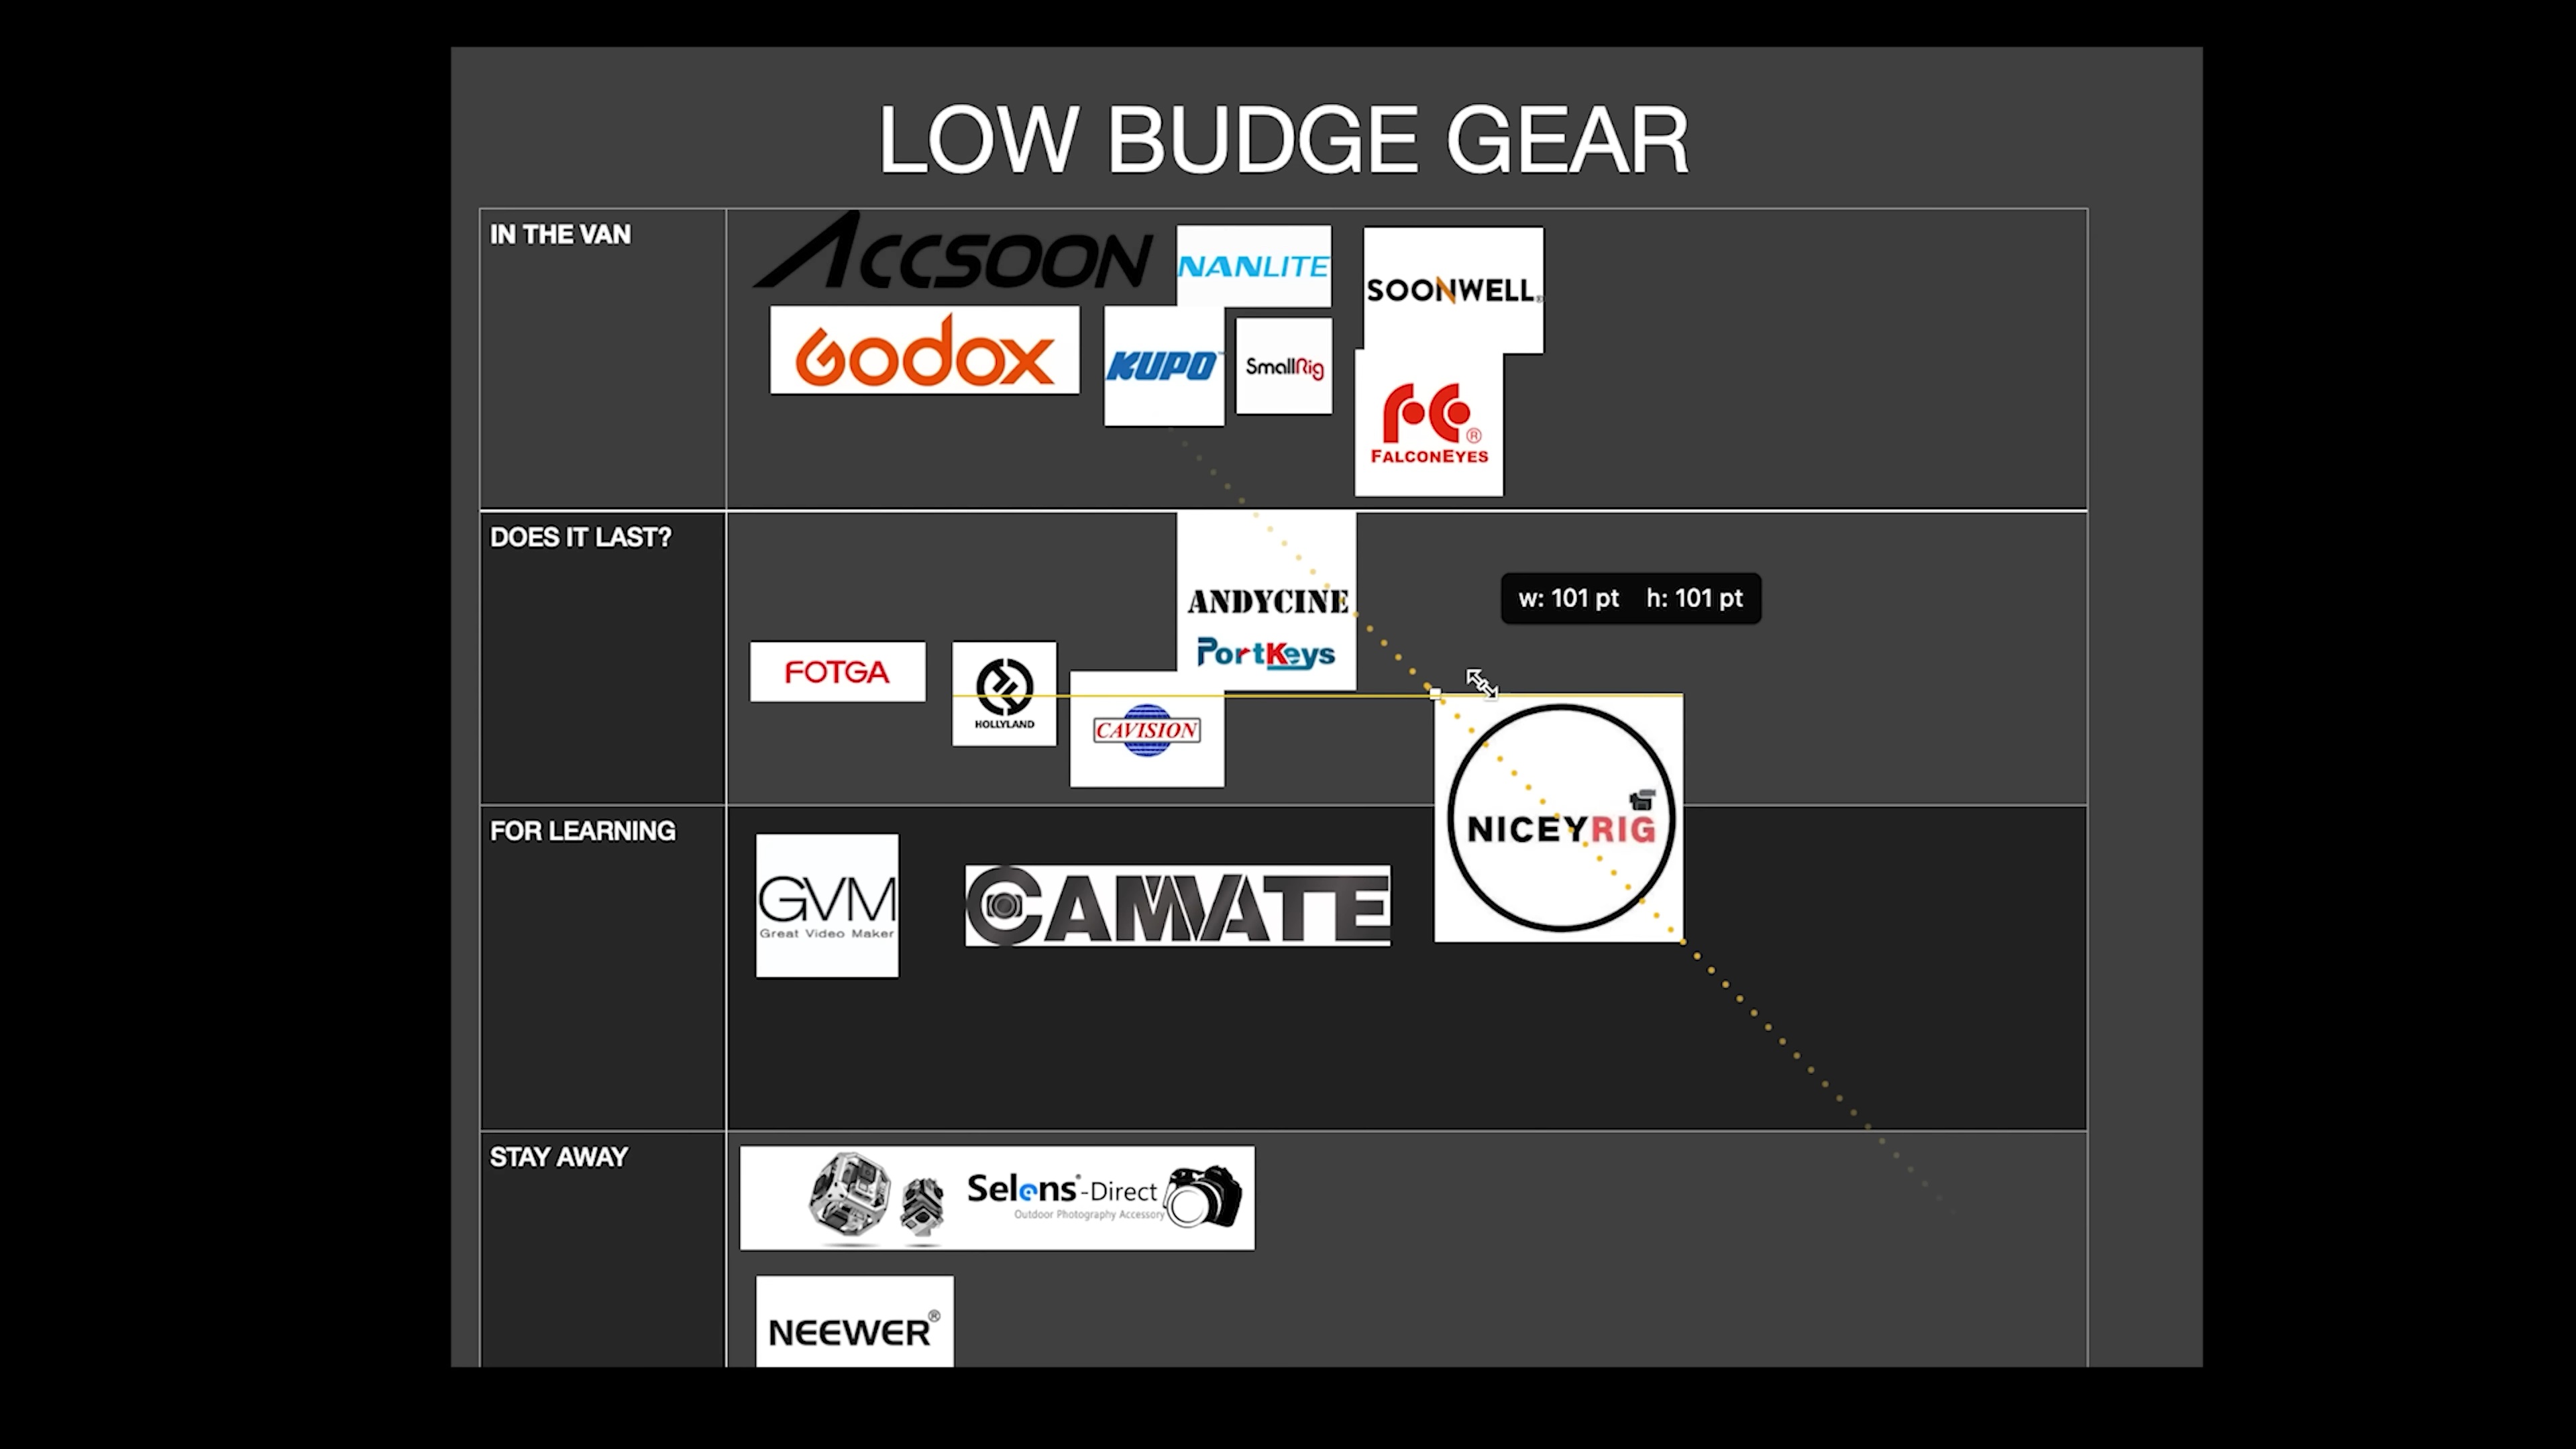 LOW BUDGE GEAR
IN THE VAN
ACCSOON
NANLITE
SOONWELL®
GODOX
KUPO™
SmallRig
FC®
FALCONEYES
DOES IT LAST?
ANDYCINE
PortKeys
w: 101 pt h: 101 pt
FOTGA
HOLLYLAND
CAVISION
FOR LEARNING
NICEYRIG
GVM
Great Video Maker
CAMVATE
STAY AWAY
Selens®-Direct
Outdoor Photography Accessory
NEEWER®